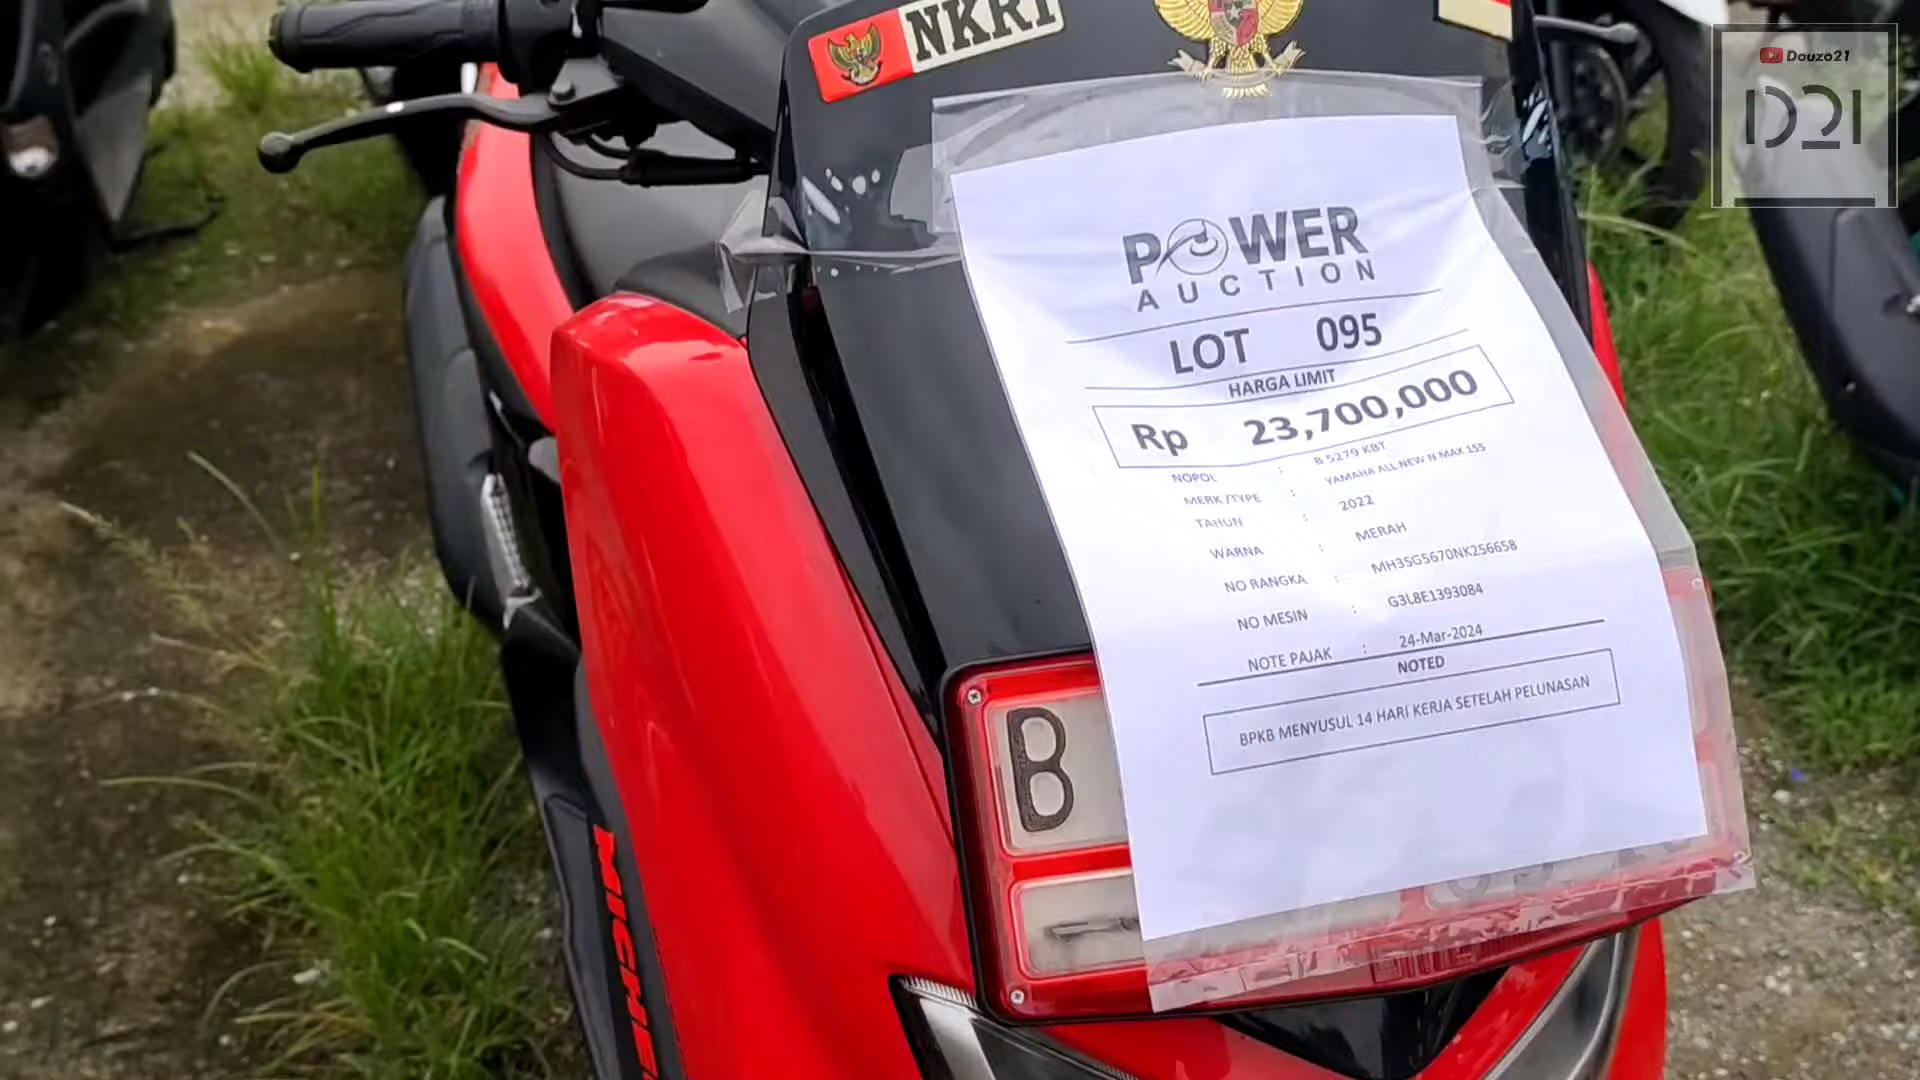 NKRI
Douzo21
D21
POWER
AUCTION
LOT 095
HARGA LIMIT
Rp 23,700,000
NOPOL : B 5279 KBT
MERK /TYPE : YAMAHA ALL NEW N MAX 155
TAHUN : 2022
WARNA : MERAH
NO RANGKA : MH3SG5670NK256658
NO MESIN : G3L8E1393084
NOTE PAJAK : 24-Mar-2024
NOTED
BPKB MENYUSUL 14 HARI KERJA SETELAH PELUNASAN
B